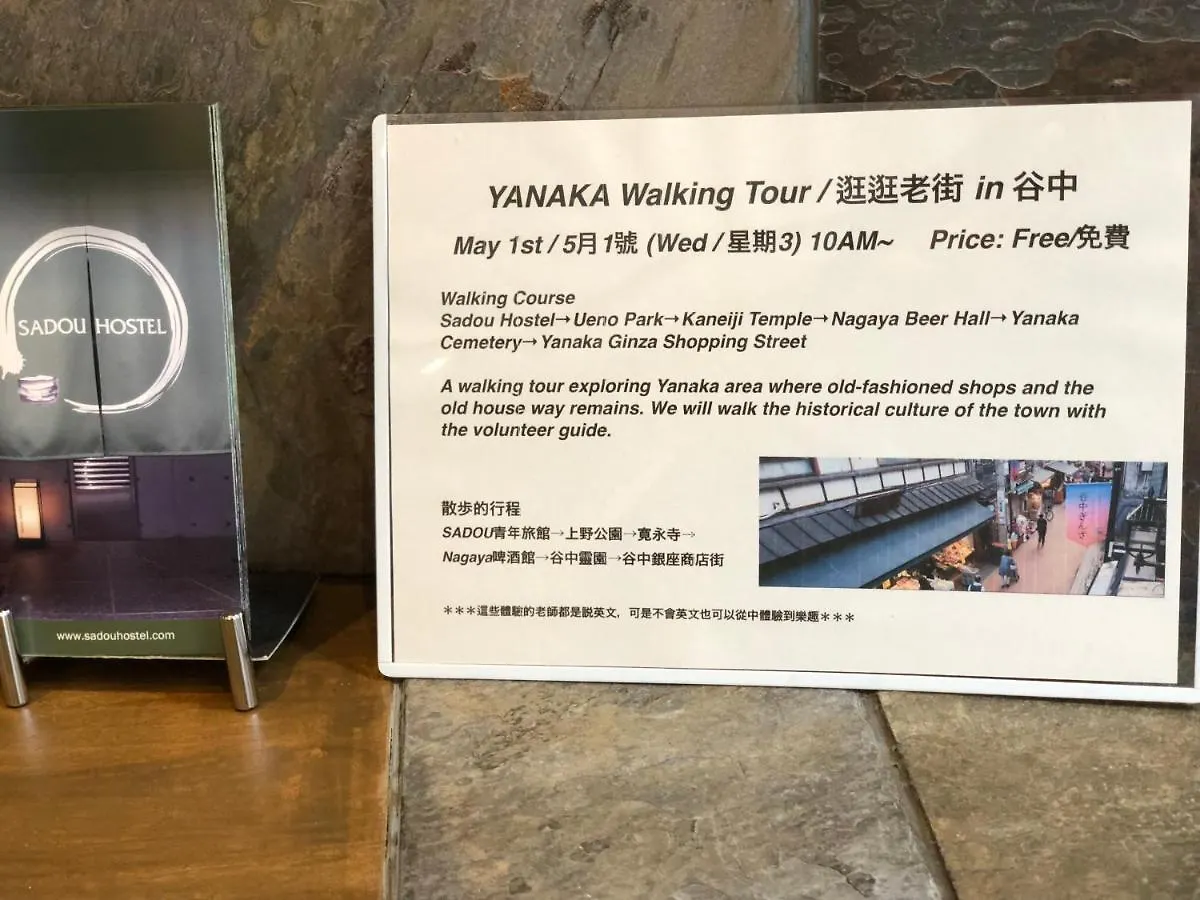 SADOU HOSTEL
www.sadouhostel.com
YANAKA Walking Tour / 逛逛老街 in 谷中
May 1st / 5月1號 (Wed / 星期3) 10AM~ Price: Free/免費
Walking Course
Sadou Hostel→Ueno Park→Kaneiji Temple→Nagaya Beer Hall→Yanaka
Cemetery→Yanaka Ginza Shopping Street
A walking tour exploring Yanaka area where old-fashioned shops and the
old house way remains. We will walk the historical culture of the town with
the volunteer guide.
散歩的行程
SADOU青年旅館→上野公園→寛永寺→
Nagaya啤酒館→谷中靈園→谷中銀座商店街
谷中ぎんざ
***這些體驗的老師都是説英文，可是不會英文也可以從中體驗到樂趣***